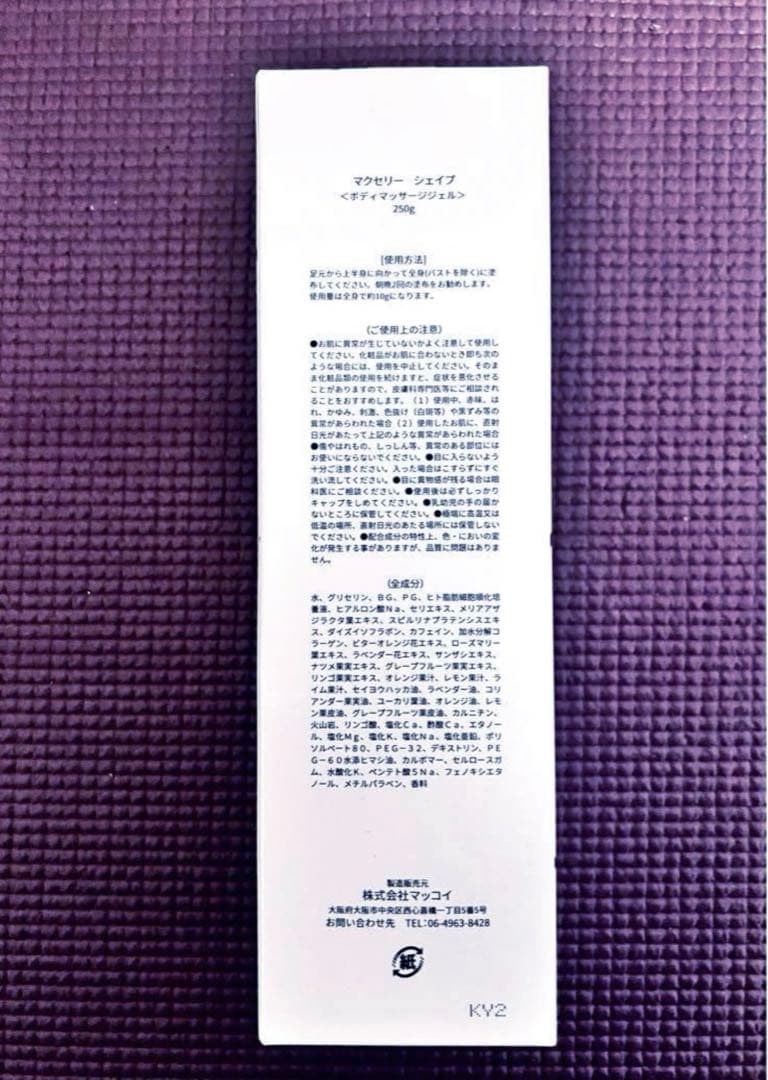 マクセリー　シェイプ
＜ボディマッサージジェル＞
250g
[使用方法]
足元から上半身に向かって全身(バストを除く)に塗
布してください。朝晩2回の塗布をお勧めします。
使用量は全身で約10gになります。
(ご使用上の注意)
●お肌に異常が生じていないかよく注意して使用し
てください。化粧品がお肌に合わないとき即ち次の
ような場合には、使用を中止してください。そのま
ま化粧品類の使用を続けますと、症状を悪化させる
ことがありますので、皮膚科専門医等にご相談され
ることをおすすめします。（1）使用中、赤味、は
れ、かゆみ、刺激、色抜け（白斑等）や黒ずみ等の
異常があらわれた場合（2）使用したお肌に、直射
日光があたって上記のような異常があらわれた場合
●傷やはれもの、しっしん等、異常のある部位には
お使いにならないでください。●目に入らないよう
十分ご注意ください。入った場合はこすらずにすぐ
洗い流してください。●目に異物感が残る場合は眼
科医にご相談ください。●使用後は必ずしっかり
キャップをしめてください。●乳幼児の手の届か
ないところに保管してください。●極端に高温又は
低温の場所、直射日光のあたる場所には保管しない
でください。●配合成分の特性上、色・においの変
化が発生する事がありますが、品質に問題はありま
せん。
(全成分)
水、グリセリン、ＢＧ、ＰＧ、ヒト脂肪細胞順化培
養液、ヒアルロン酸Ｎａ、セリエキス、メリアアザ
ジラクタ葉エキス、スピルリナプラテンシスエキ
ス、ダイズイソフラボン、カフェイン、加水分解コ
ラーゲン、ビターオレンジ花エキス、ローズマリー
葉エキス、ラベンダー花エキス、サンザシエキス、
ナツメ果実エキス、グレープフルーツ果実エキス、
リンゴ果実エキス、オレンジ果汁、レモン果汁、ラ
イム果汁、セイヨウハッカ油、ラベンダー油、コリ
アンダー果実油、ユーカリ葉油、オレンジ油、レモ
ン果皮油、グレープフルーツ果皮油、カルニチン、
火山岩、リンゴ酸、塩化Ｃａ、酢酸Ｃａ、エタノー
ル、塩化Ｍｇ、塩化Ｋ、塩化Ｎａ、塩化亜鉛、ポリ
ソルベート８０、ＰＥＧ－３２、デキストリン、ＰＥ
Ｇ－６０水添ヒマシ油、カルボマー、セルロースガ
ム、水酸化Ｋ、ペンテト酸５Ｎａ、フェノキシエタ
ノール、メチルパラベン、香料
製造販売元
株式会社マッコイ
大阪府大阪市中央区西心斎橋一丁目5番5号
お問い合わせ先　TEL：06-4963-8428
紙
KY2